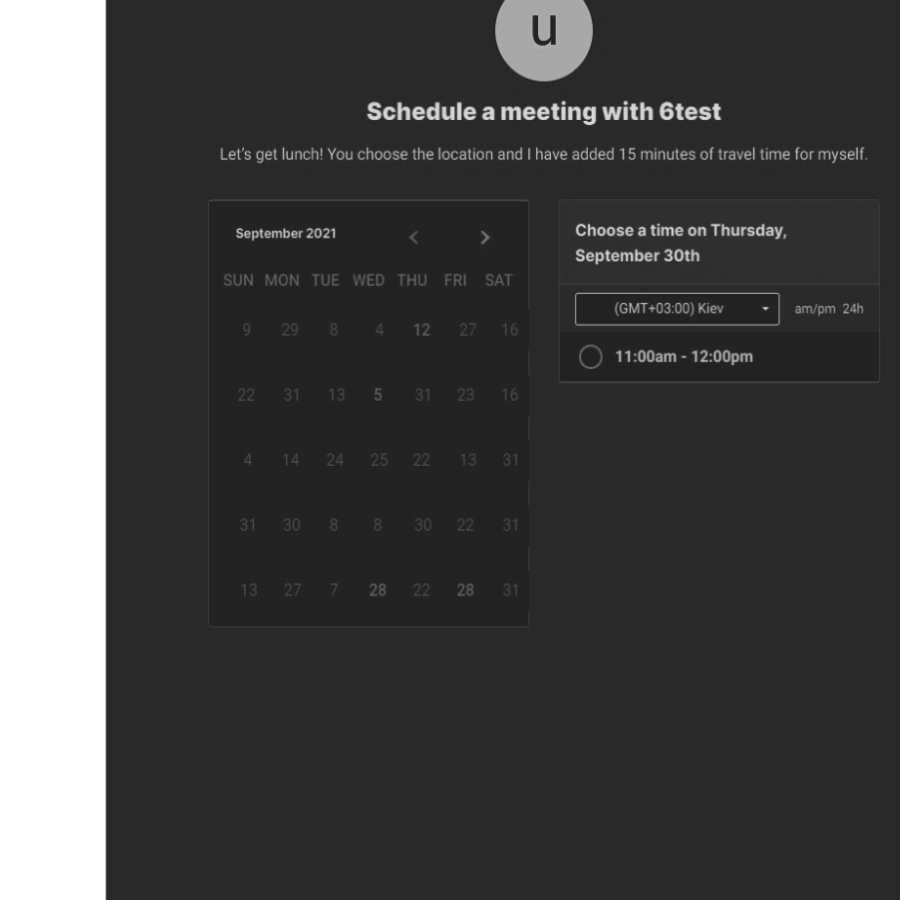 u
Schedule a meeting with 6test
Let's get lunch! You choose the location and I have added 15 minutes of travel time for myself.
September 2021
SUN MON TUE WED THU FRI SAT
9 29 8 4 12 27 16
22 31 13 5 31 23 16
4 14 24 25 22 13 31
31 30 8 8 30 22 31
13 27 7 28 22 28 31
Choose a time on Thursday,
September 30th
(GMT+03:00) Kiev am/pm 24h
11:00am - 12:00pm